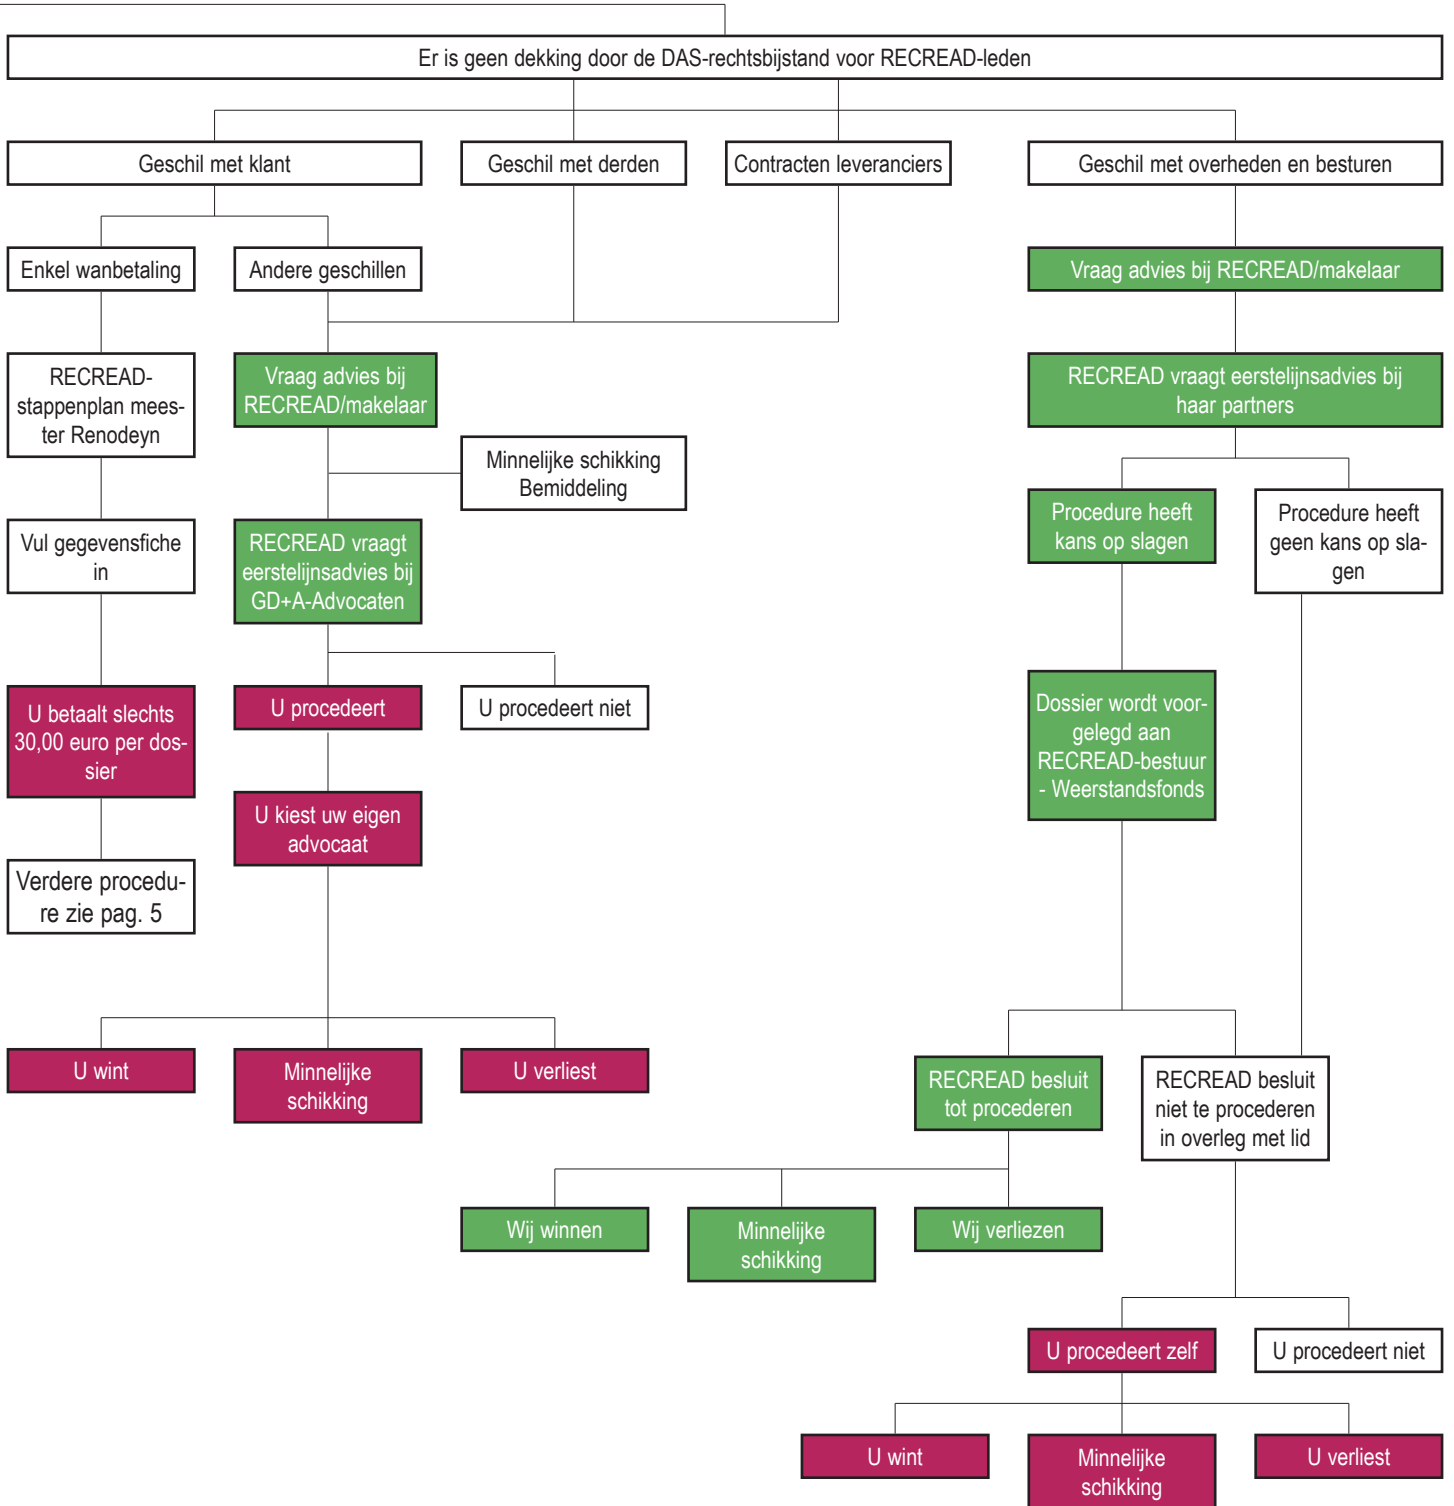 Er is geen dekking door de DAS-rechtsbijstand voor RECREAD-leden
Geschil met klant
Geschil met derden
Contracten leveranciers
Geschil met overheden en besturen
Enkel wanbetaling
Andere geschillen
Vraag advies bij RECREAD/makelaar
RECREAD-
stappenplan mees-
ter Renodeyn
Vraag advies bij
RECREAD/makelaar
RECREAD vraagt eerstelijnsadvies bij
haar partners
Minnelijke schikking
Bemiddeling
Procedure heeft
kans op slagen
Procedure heeft
geen kans op sla-
gen
Vul gegevensfiche
in
RECREAD vraagt
eerstelijnsadvies bij
GD+A-Advocaten
U betaalt slechts
30,00 euro per dos-
sier
U procedeert
U procedeert niet
Dossier wordt voor-
gelegd aan
RECREAD-bestuur
- Weerstandsfonds
U kiest uw eigen
advocaat
Verdere procedu-
re zie pag. 5
U wint
Minnelijke
schikking
U verliest
RECREAD besluit
tot procederen
RECREAD besluit
niet te procederen
in overleg met lid
Wij winnen
Minnelijke
schikking
Wij verliezen
U procedeert zelf
U procedeert niet
U wint
Minnelijke
schikking
U verliest